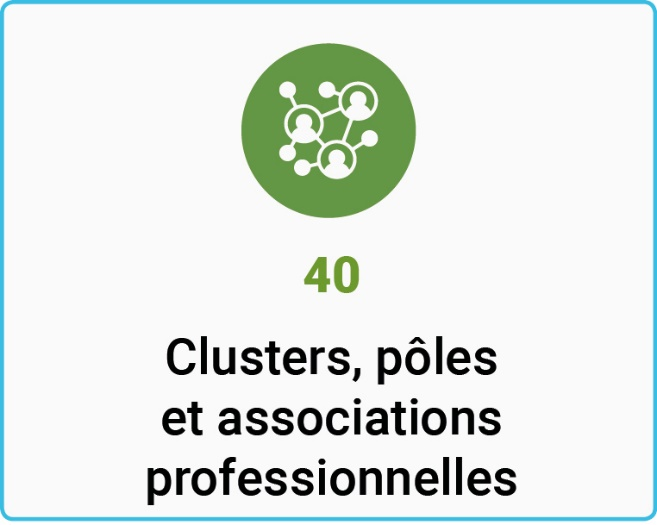 40
Clusters, pôles
et associations
professionnelles